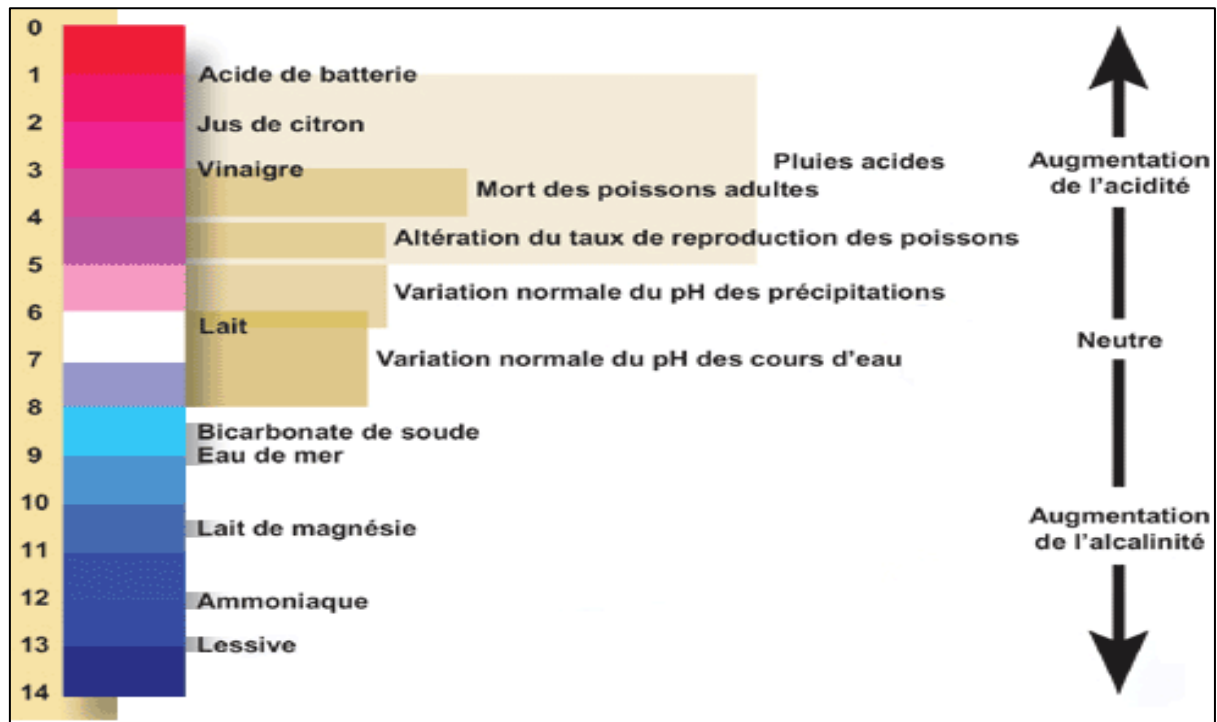 0
1
Acide de batterie
2
Jus de citron
3
Vinaigre
Pluies acides
Augmentation
de l'acidité
Mort des poissons adultes
4
Altération du taux de reproduction des poissons
5
Variation normale du pH des précipitations
6
Lait
Neutre
7
Variation normale du pH des cours d'eau
8
Bicarbonate de soude
9
Eau de mer
10
Lait de magnésie
Augmentation
de l'alcalinité
11
12
Ammoniaque
13
Lessive
14